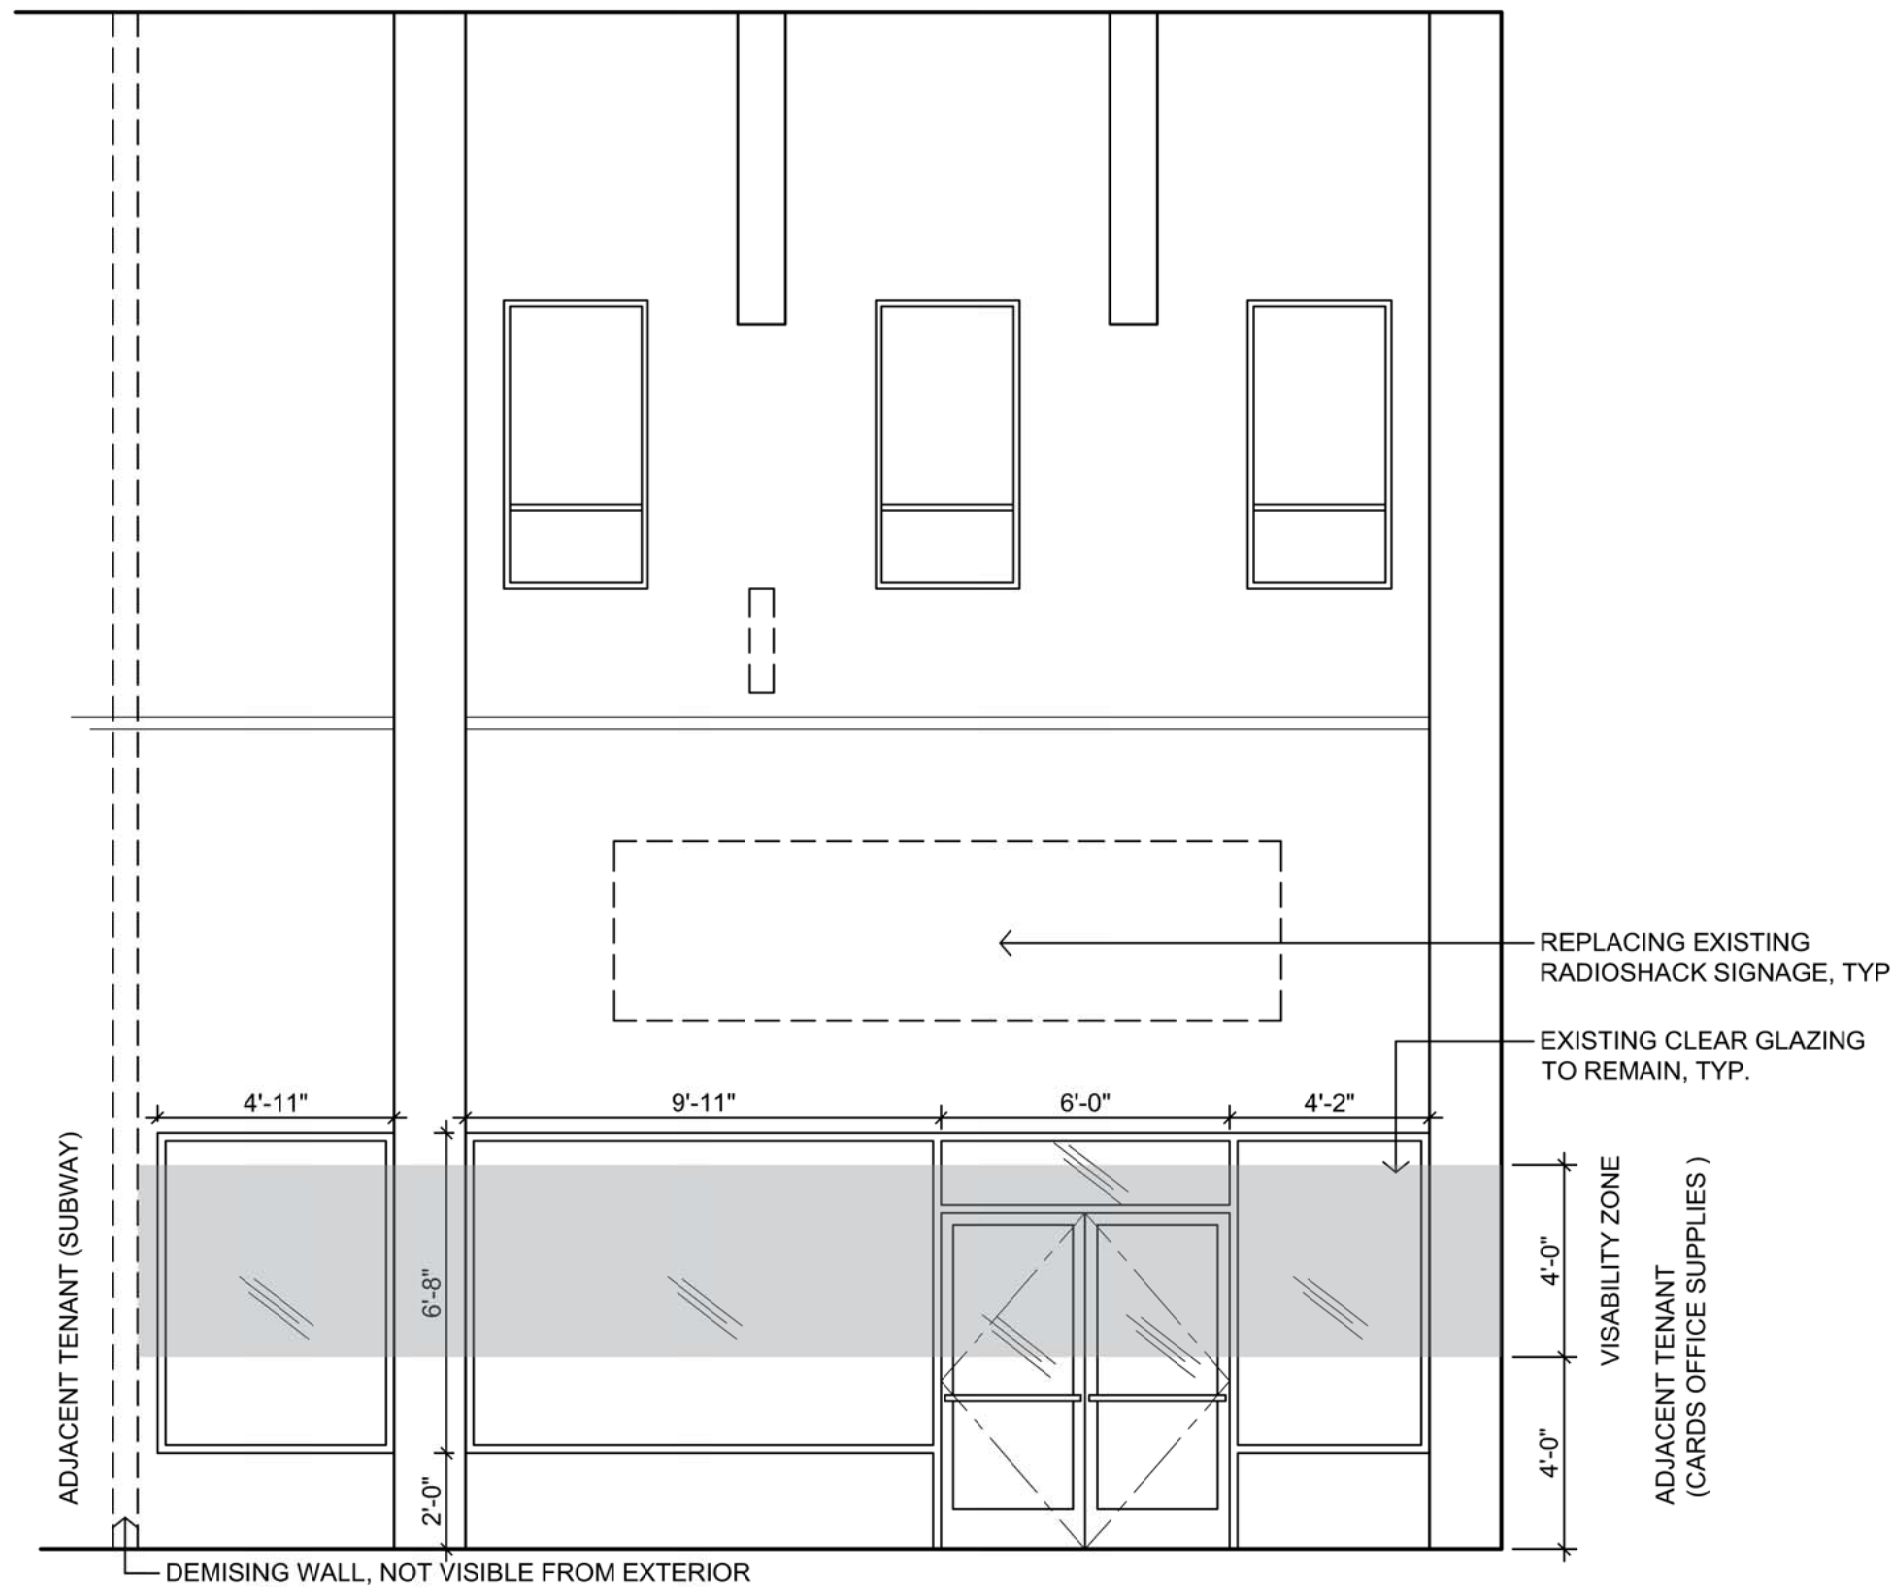 REPLACING EXISTING
RADIOSHACK SIGNAGE, TYP
EXISTING CLEAR GLAZING
TO REMAIN, TYP.
4'-11"
9'-11"
6'-0"
4'-2"
ADJACENT TENANT (SUBWAY)
6'-8"
2'-0"
4'-0"
4'-0"
VISABILITY ZONE
ADJACENT TENANT
(CARDS OFFICE SUPPLIES )
DEMISING WALL, NOT VISIBLE FROM EXTERIOR